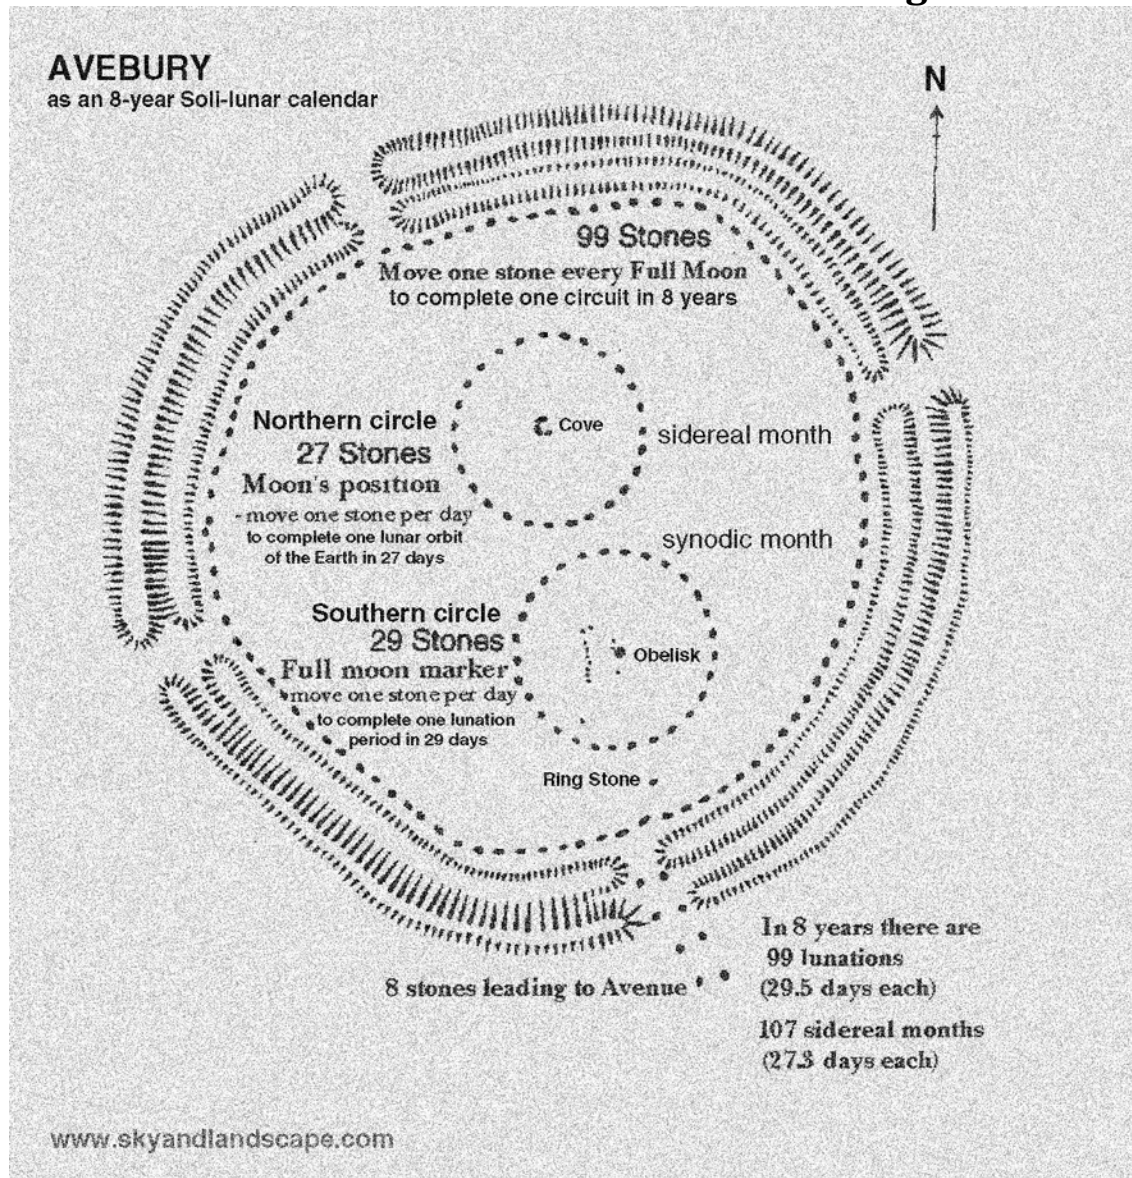 AVEBURY
as an 8-year Soli-lunar calendar
N
99 Stones
Move one stone every Full Moon
to complete one circuit in 8 years
Northern circle
27 Stones
Moon's position
- move one stone per day
to complete one lunar orbit
of the Earth in 27 days
Cove
sidereal month
synodic month
Southern circle
29 Stones
Full moon marker
move one stone per day
to complete one lunation
period in 29 days
Obelisk
Ring Stone
8 stones leading to Avenue
In 8 years there are
99 lunations
(29.5 days each)
107 sidereal months
(27.3 days each)
www.skyandlandscape.com